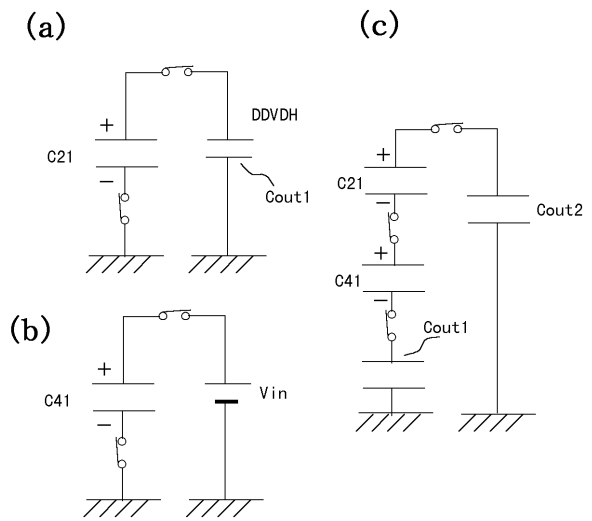 (a)
+
DDVDH
C21
−
Cout1
(b)
+
Vin
C41
−
(c)
+
C21
−
Cout2
+
C41
−
Cout1